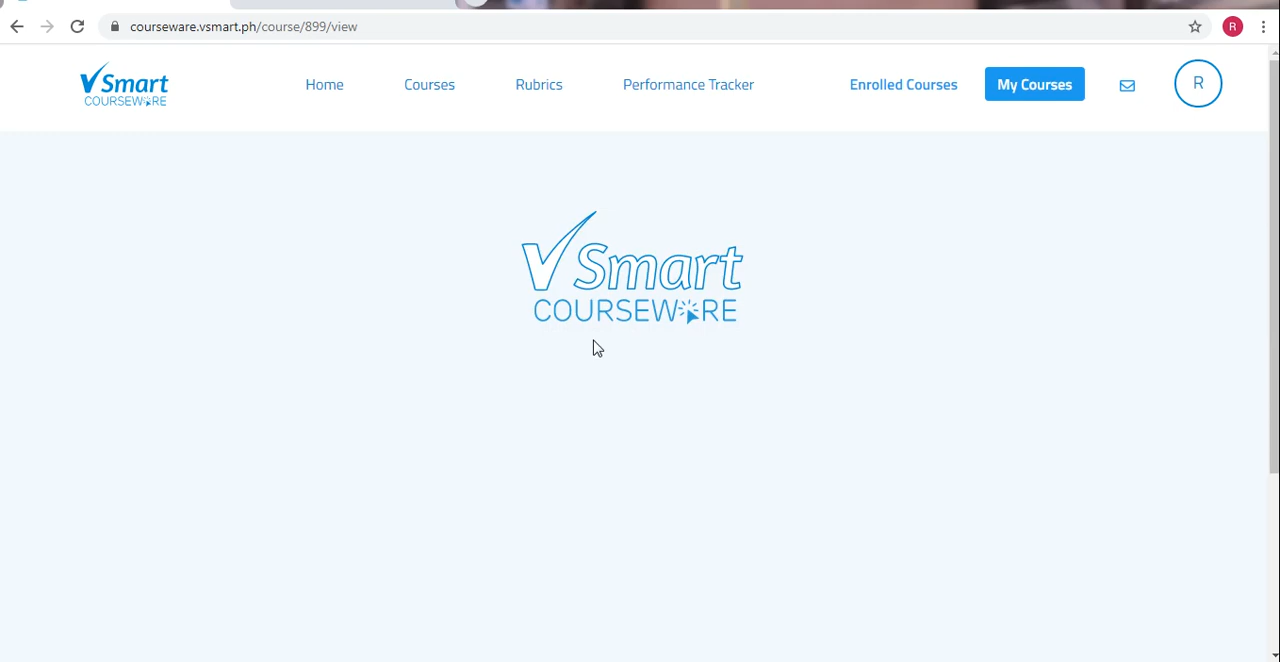 courseware.vsmart.ph/course/899/view
R
VSmart
COURSEWARE
Home
Courses
Rubrics
Performance Tracker
Enrolled Courses
My Courses
R
VSmart
COURSEWARE